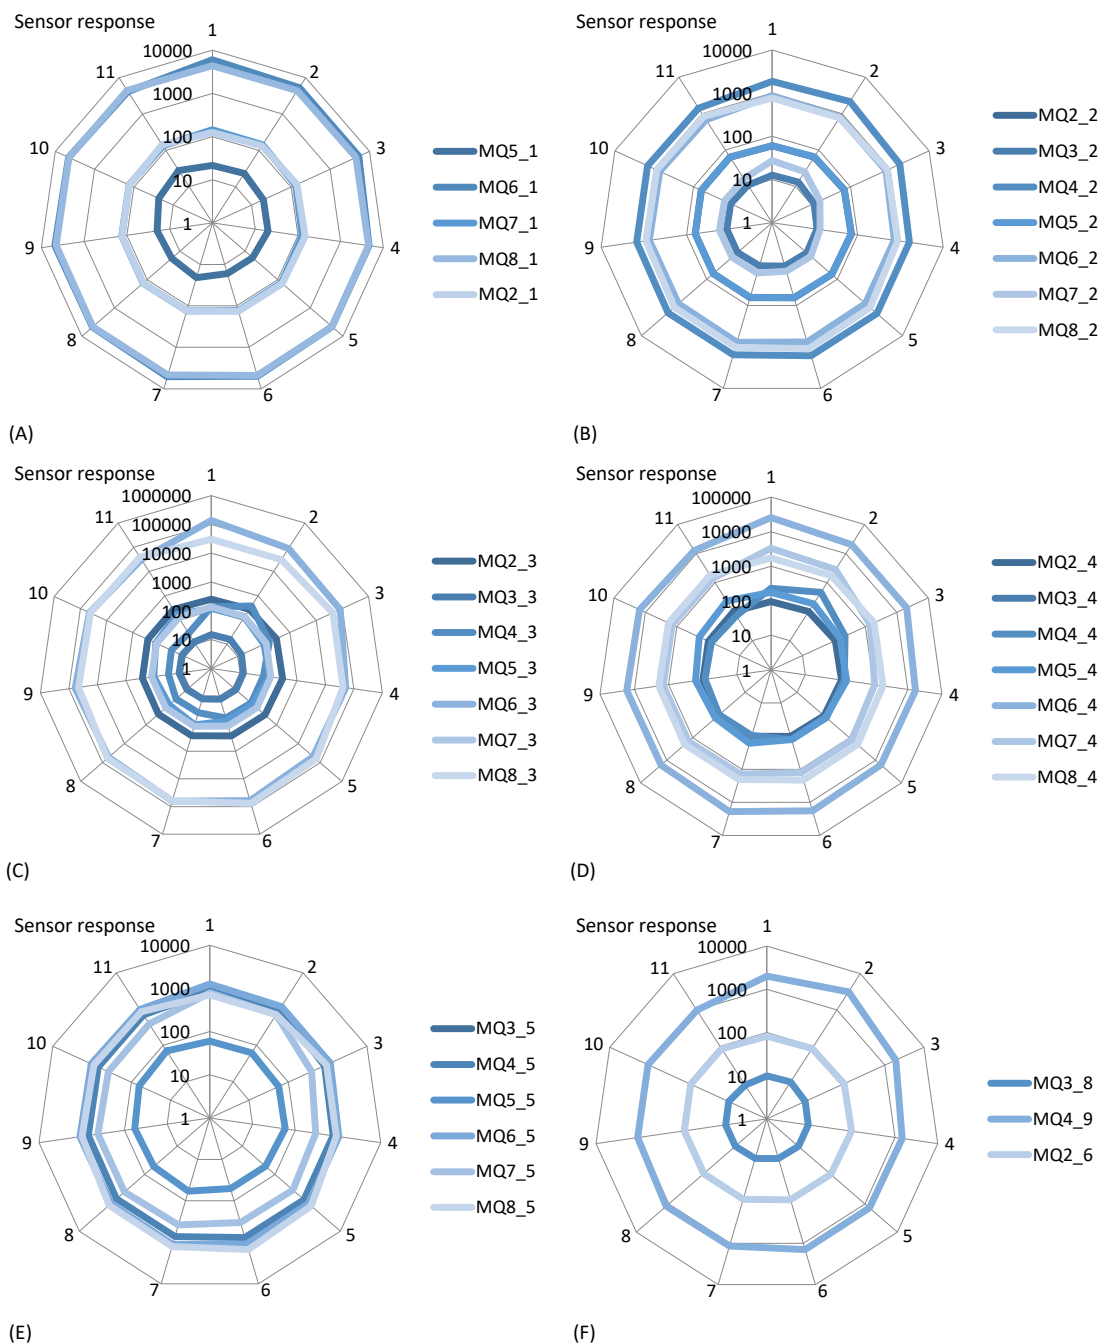 Sensor response
1
2
3
4
5
6
7
8
9
10
11
10000
1000
100
10
1
MQ5_1
MQ6_1
MQ7_1
MQ8_1
MQ2_1
(A)
Sensor response
1
2
3
4
5
6
7
8
9
10
11
10000
1000
100
10
1
MQ2_2
MQ3_2
MQ4_2
MQ5_2
MQ6_2
MQ7_2
MQ8_2
(B)
Sensor response
1
2
3
4
5
6
7
8
9
10
11
1000000
100000
10000
1000
100
10
1
MQ2_3
MQ3_3
MQ4_3
MQ5_3
MQ6_3
MQ7_3
MQ8_3
(C)
Sensor response
1
2
3
4
5
6
7
8
9
10
11
100000
10000
1000
100
10
1
MQ2_4
MQ3_4
MQ4_4
MQ5_4
MQ6_4
MQ7_4
MQ8_4
(D)
Sensor response
1
2
3
4
5
6
7
8
9
10
11
10000
1000
100
10
1
MQ3_5
MQ4_5
MQ5_5
MQ6_5
MQ7_5
MQ8_5
(E)
Sensor response
1
2
3
4
5
6
7
8
9
10
11
10000
1000
100
10
1
MQ3_8
MQ4_9
MQ2_6
(F)